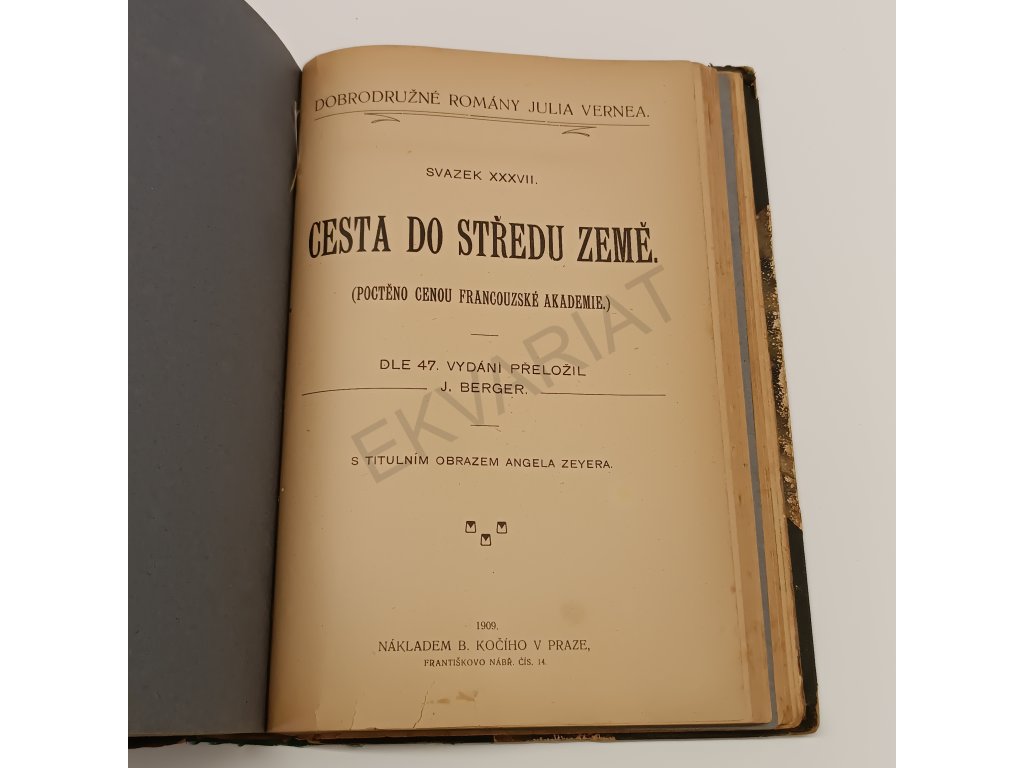 DOBRODRUŽNÉ ROMÁNY JULIA VERNEA.
SVAZEK XXXVII.
CESTA DO STŘEDU ZEMĚ.
(POCTĚNO CENOU FRANCOUZSKÉ AKADEMIE.)
DLE 47. VYDÁNÍ PŘELOŽIL
J. BERGER.
S TITULNÍM OBRAZEM ANGELA ZEYERA.
1909.
NÁKLADEM B. KOČÍHO V PRAZE,
FRANTIŠKOVO NÁBŘ. ČÍS. 14.
EKVARIAT